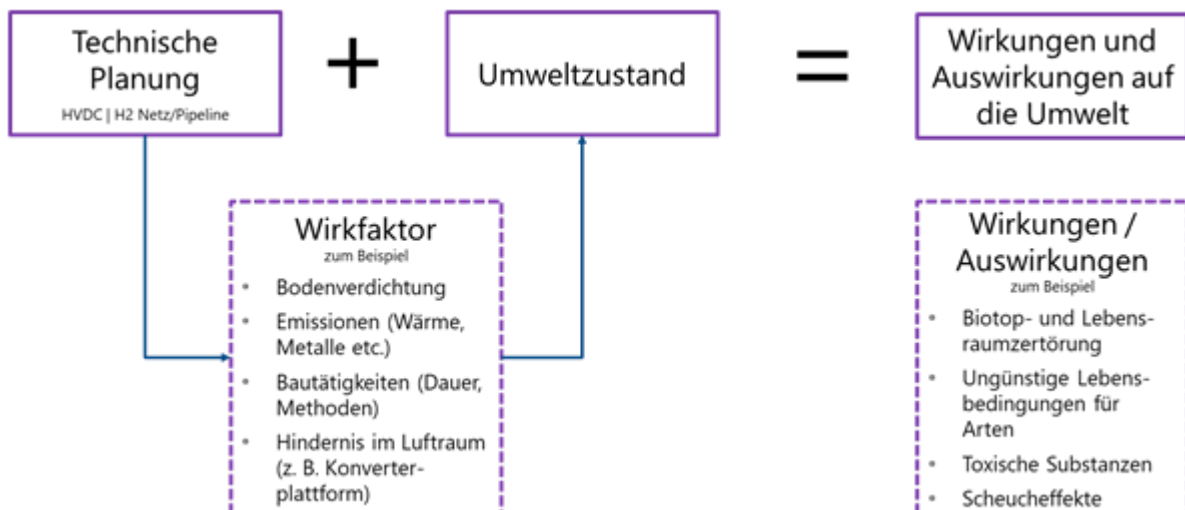 Technische
Planung
HVDC | H2 Netz/Pipeline
+
Umweltzustand
=
Wirkungen und
Auswirkungen auf
die Umwelt
Wirkfaktor
zum Beispiel
• Bodenverdichtung
• Emissionen (Wärme,
Metalle etc.)
• Bautätigkeiten (Dauer,
Methoden)
• Hindernis im Luftraum
(z. B. Konverter-
plattform)
Wirkungen /
Auswirkungen
zum Beispiel
• Biotop- und Lebens-
raumzertörung
• Ungünstige Lebens-
bedingungen für
Arten
• Toxische Substanzen
• Scheucheffekte